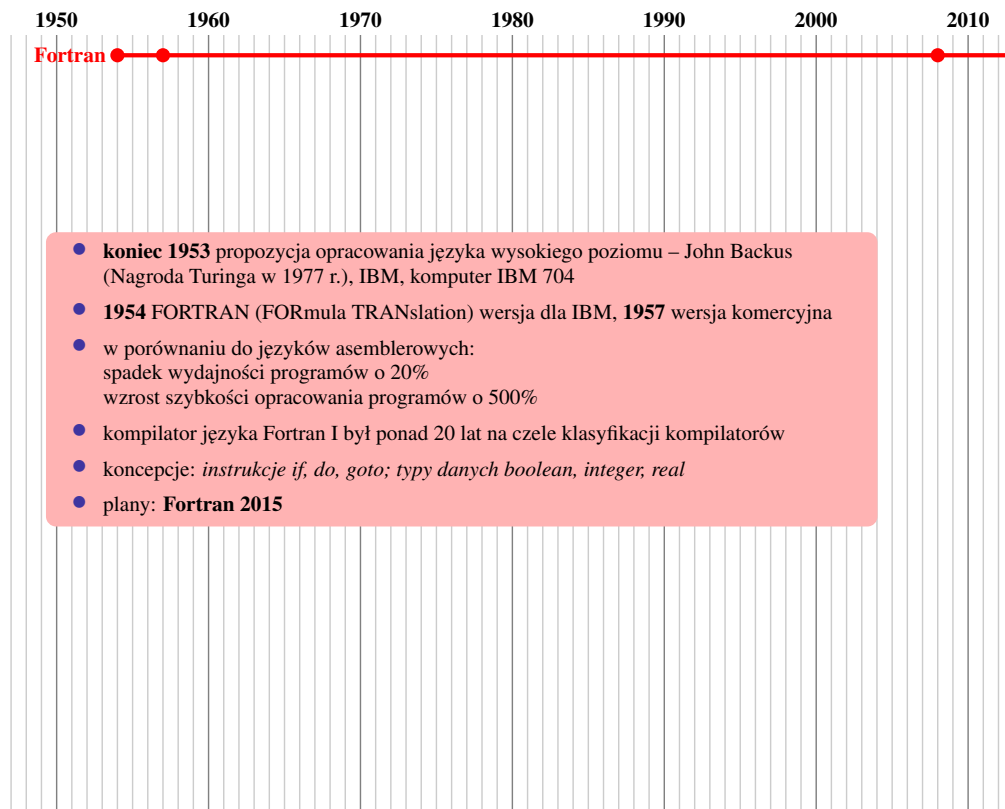 1950 1960 1970 1980 1990 2000 2010
Fortran
koniec 1953 propozycja opracowania języka wysokiego poziomu – John Backus
(Nagroda Turinga w 1977 r.), IBM, komputer IBM 704
1954 FORTRAN (FORmula TRANslation) wersja dla IBM, 1957 wersja komercyjna
w porównaniu do języków asemblerowych:
spadek wydajności programów o 20%
wzrost szybkości opracowania programów o 500%
kompilator języka Fortran I był ponad 20 lat na czele klasyfikacji kompilatorów
koncepcje: instrukcje if, do, goto; typy danych boolean, integer, real
plany: Fortran 2015